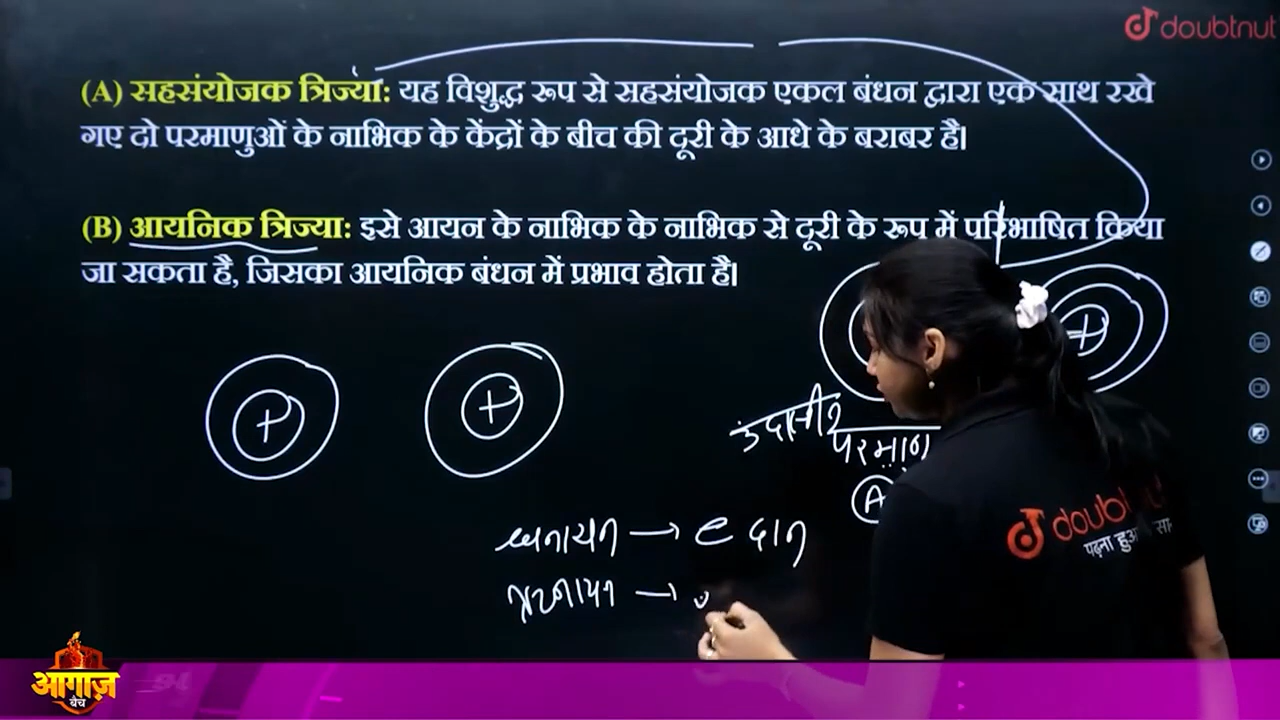 doubtnut
(A) सहसंयोजक त्रिज्या: यह विशुद्ध रूप से सहसंयोजक एकल बंधन द्वारा एक साथ रखे
गए दो परमाणुओं के नाभिक के केंद्रों के बीच की दूरी के आधे के बराबर है।
(B) आयनिक त्रिज्या: इसे आयन के नाभिक के नाभिक से दूरी के रूप में परिभाषित किया
जा सकता है, जिसका आयनिक बंधन में प्रभाव होता है।
+
+
+
उदासीन
परमाणु
A
धनायन → e दान
ऋणायन →
doubtnut
पढ़ना हुआ
आगाज़
बैच